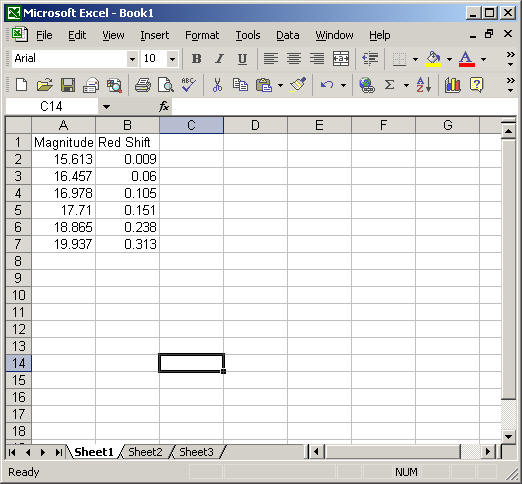 Microsoft Excel - Book1
File Edit View Insert Format Tools Data Window Help
Arial 10 B I U
C14 fx
A B C D E F G
1 Magnitude Red Shift
2 15.613 0.009
3 16.457 0.06
4 16.978 0.105
5 17.71 0.151
6 18.865 0.238
7 19.937 0.313
8
9
10
11
12
13
14
15
16
17
18
Sheet1 Sheet2 Sheet3
Ready NUM